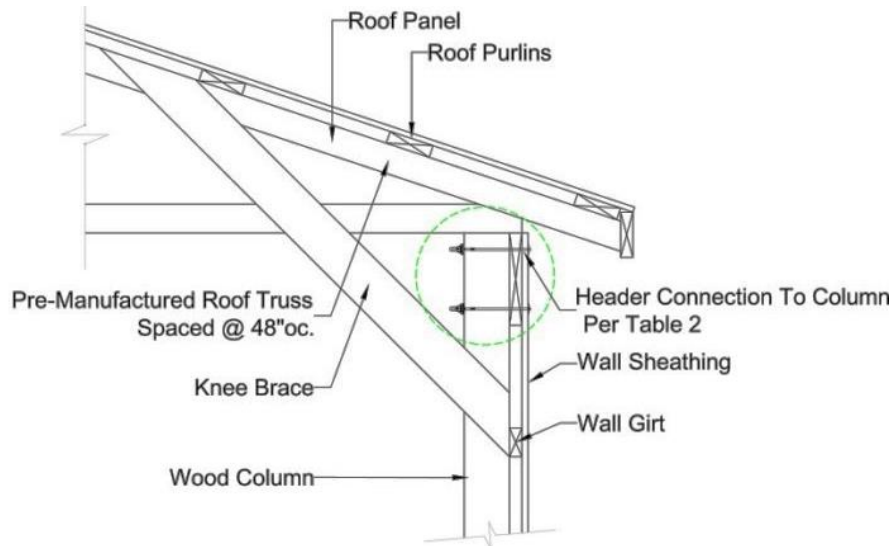 Roof Panel
Roof Purlins
Pre-Manufactured Roof Truss
Spaced @ 48"oc.
Header Connection To Column
Per Table 2
Wall Sheathing
Knee Brace
Wall Girt
Wood Column